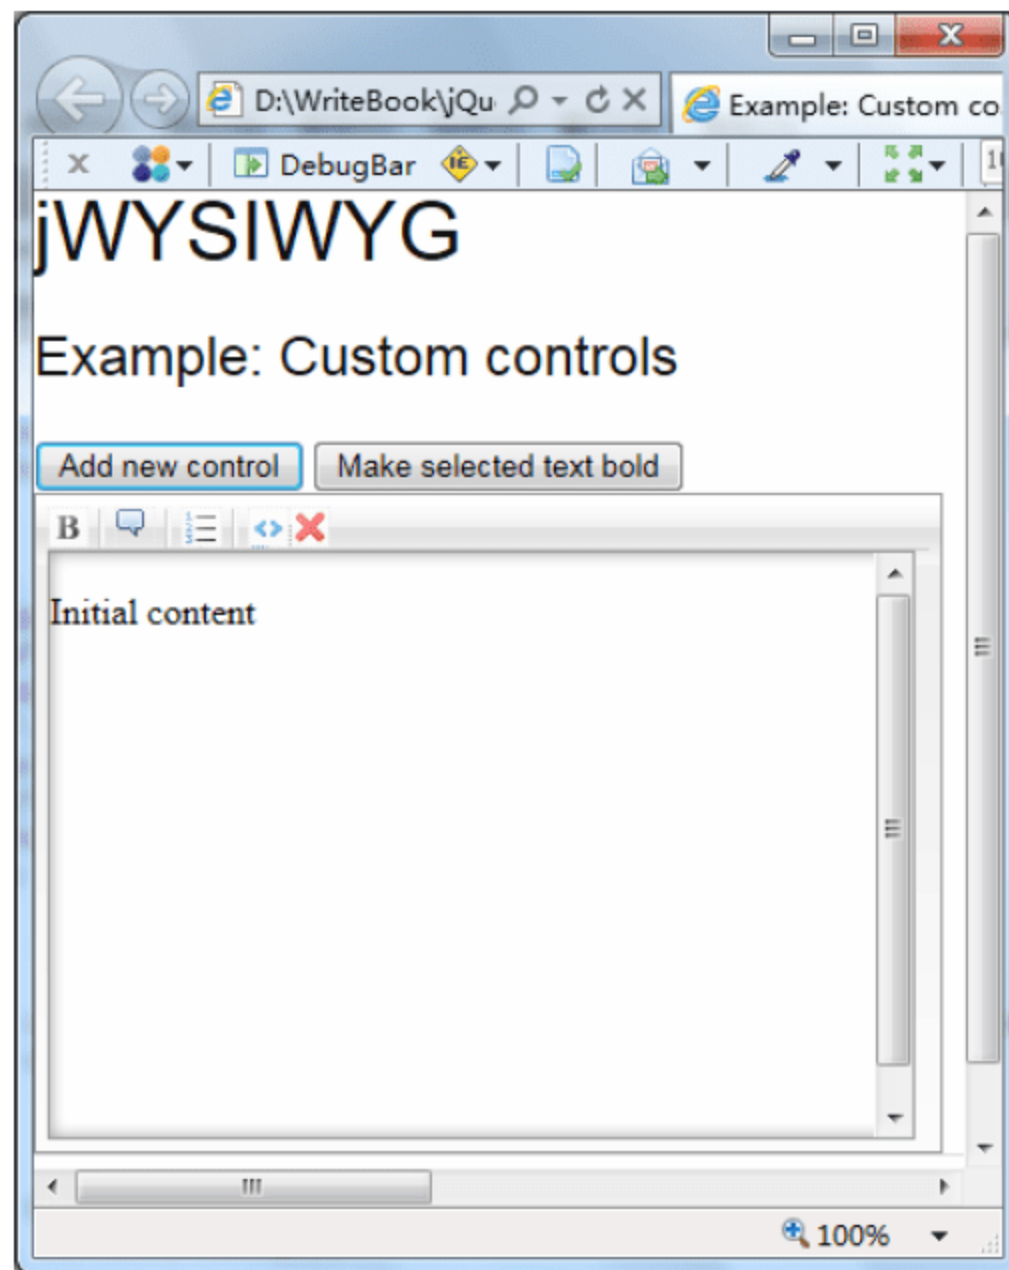 D:\WriteBook\jQu
Example: Custom co
DebugBar
jWYSIWYG
Example: Custom controls
Add new control
Make selected text bold
B
Initial content
100%